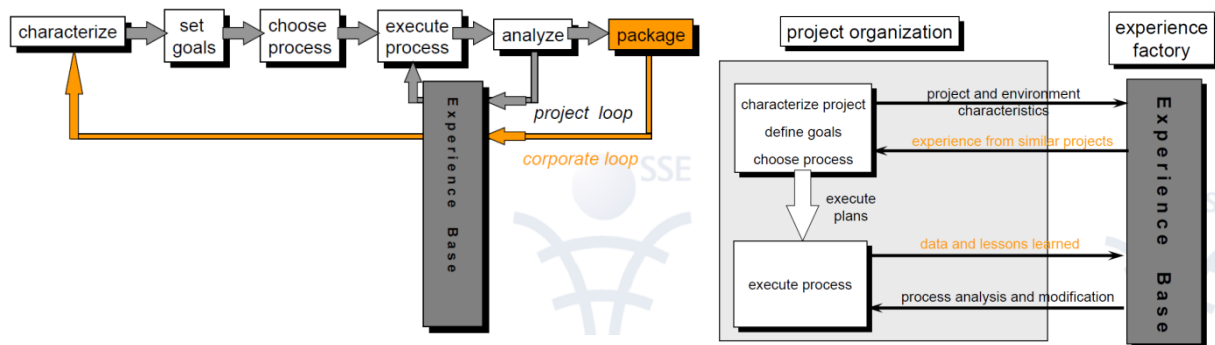 characterize
set
goals
choose
process
execute
process
analyze
package
project loop
corporate loop
Experience Base
SSE
project organization
experience
factory
characterize project
define goals
choose process
project and environment
characteristics
experience from similar projects
execute
plans
execute process
data and lessons learned
process analysis and modification
Experience Base